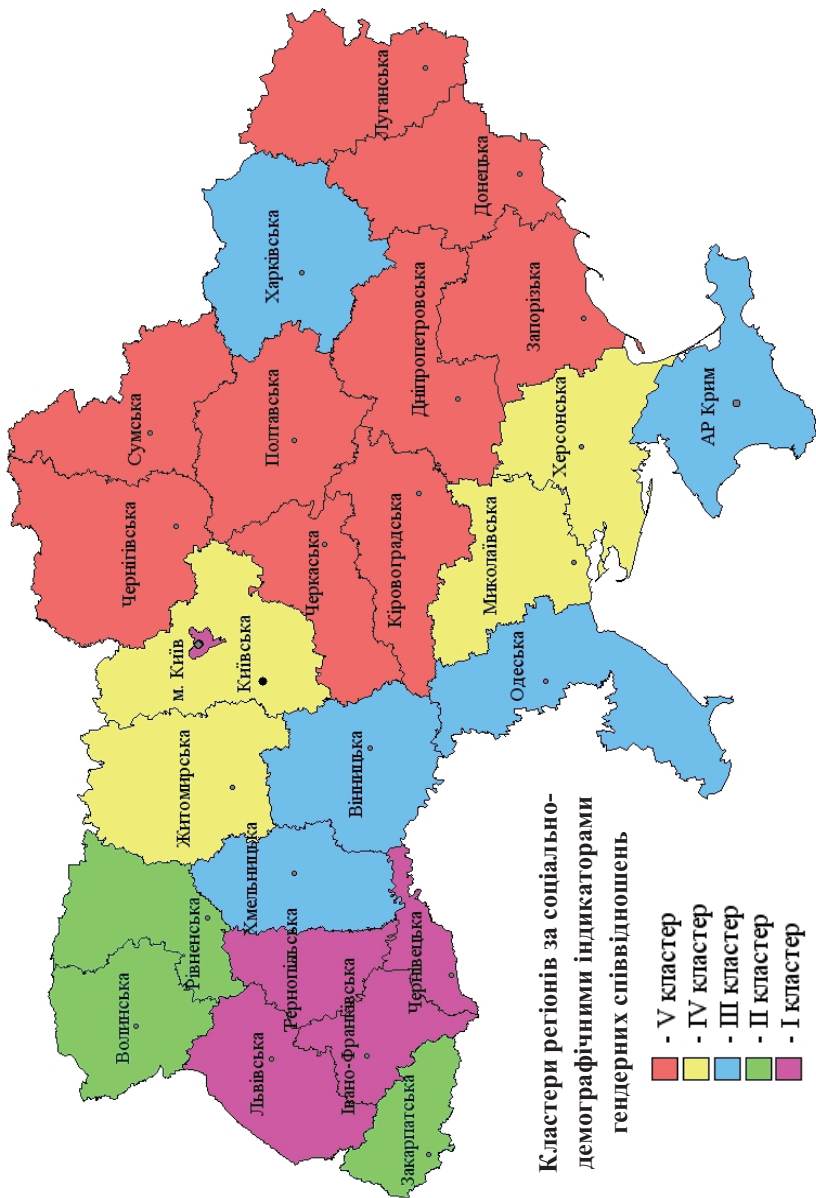 Волинська
Рівненська
Житомирська
м. Київ
Київська
Чернігівська
Сумська
Львівська
Тернопільська
Хмельницька
Вінницька
Черкаська
Полтавська
Харківська
Луганська
Закарпатська
Івано-Франківська
Чернівецька
Кіровоградська
Дніпропетровська
Донецька
Одеська
Миколаївська
Херсонська
Запорізька
АР Крим
Кластери регіонів за соціально-
демографічними індикаторами
гендерних співвідношень
- V кластер
- IV кластер
- III кластер
- II кластер
- I кластер